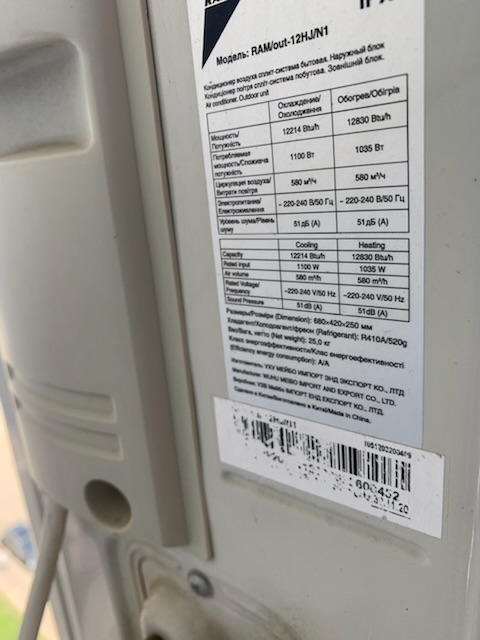 Модель: RAM/out-12HJ/N1
Кондиционер воздуха сплит-система бытовая. Наружный блок
Кондиціонер повітря спліт-система побутова. Зовнішній блок.
Air conditioner. Outdoor unit
Охлаждение/ Обогрев/Обігрів
Охолодження
Мощность/ 12214 Btu/h 12830 Btu/h
Потужність
Потребляемая 1100 Вт 1035 Вт
мощность/Споживча
потужність
Циркуляция воздуха/ 580 м³/ч 580 м³/ч
Витрати повітря
Электропитание/ ~ 220-240 В/50 Гц ~ 220-240 В/50 Гц
Електроживлення
Уровень шума/Рівень 51дБ (А) 51дБ (А)
шуму
Cooling Heating
Capacity 12214 Btu/h 12830 Btu/h
Rated input 1100 W 1035 W
Air volume 580 m³/h 580 m³/h
Rated Voltage/ ~220-240 V/50 Hz ~220-240 V/50 Hz
Frequency
Sound Pressure 51dB (A) 51dB (A)
Размеры/Розміри (Dimension): 680×420×250 мм
Хладагент/Холодоагент/фреон (Refrigerant): R410A/520g
Вес/Вага, нетто (Net weight): 25,0 кг
Класс энергоэффективности/Клас енергоефективності
(Efficiency energy consumption): A/A
Изготовитель: УХУ МЕЙБО ИМПОРТ ЭНД ЭКСПОРТ КО., ЛТД
Manufacturer: WUHU MEIBO IMPORT AND EXPORT CO., LTD.
Виробник: УЗВ Мейбо ІМПОРТ ЕНД ЕКСПОРТ КО., ЛТД.
Сделано в Китае/Виготовлено в Китаї/Made in China.
12HJ/N1